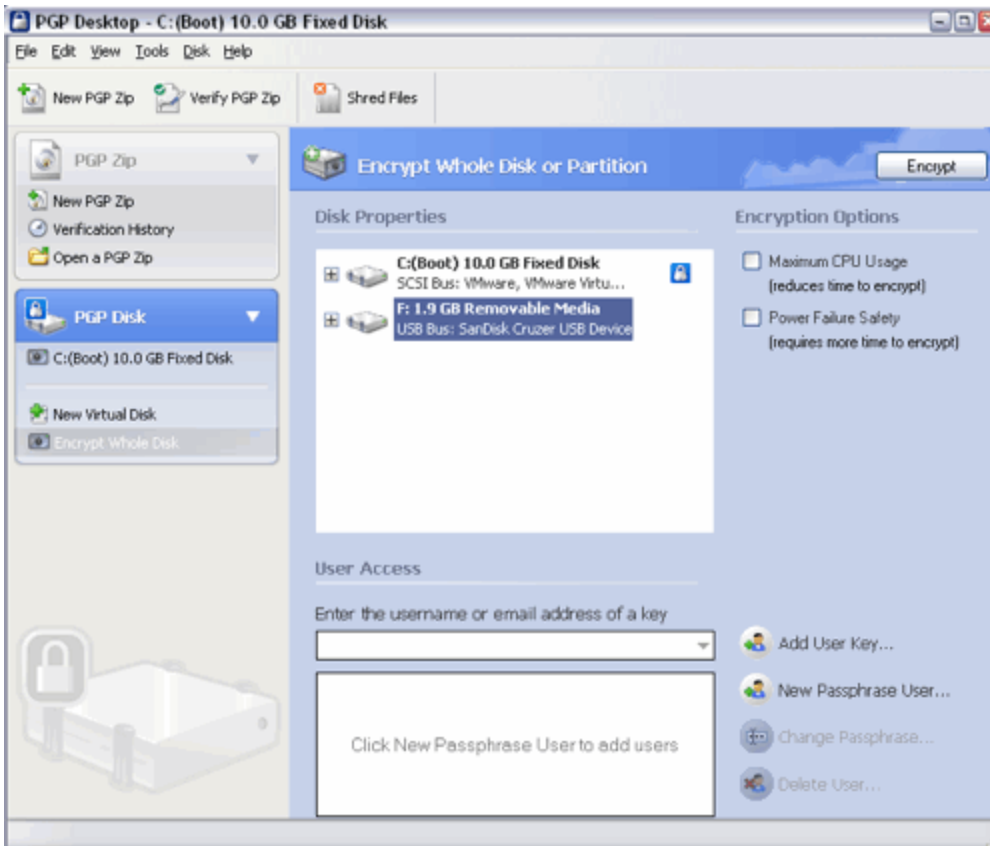 PGP Desktop - C:(Boot) 10.0 GB Fixed Disk
File Edit View Tools Disk Help
New PGP Zip Verify PGP Zip Shred Files
PGP Zip
New PGP Zip
Verification History
Open a PGP Zip
PGP Disk
C:(Boot) 10.0 GB Fixed Disk
New Virtual Disk
Encrypt Whole Disk
Encrypt Whole Disk or Partition
Encrypt
Disk Properties
C:(Boot) 10.0 GB Fixed Disk
SCSI Bus: VMware, VMware Virtu...
F: 1.9 GB Removable Media
USB Bus: SanDisk Cruzer USB Device
Encryption Options
Maximum CPU Usage
(reduces time to encrypt)
Power Failure Safety
(requires more time to encrypt)
User Access
Enter the username or email address of a key
Click New Passphrase User to add users
Add User Key...
New Passphrase User...
Change Passphrase...
Delete User...